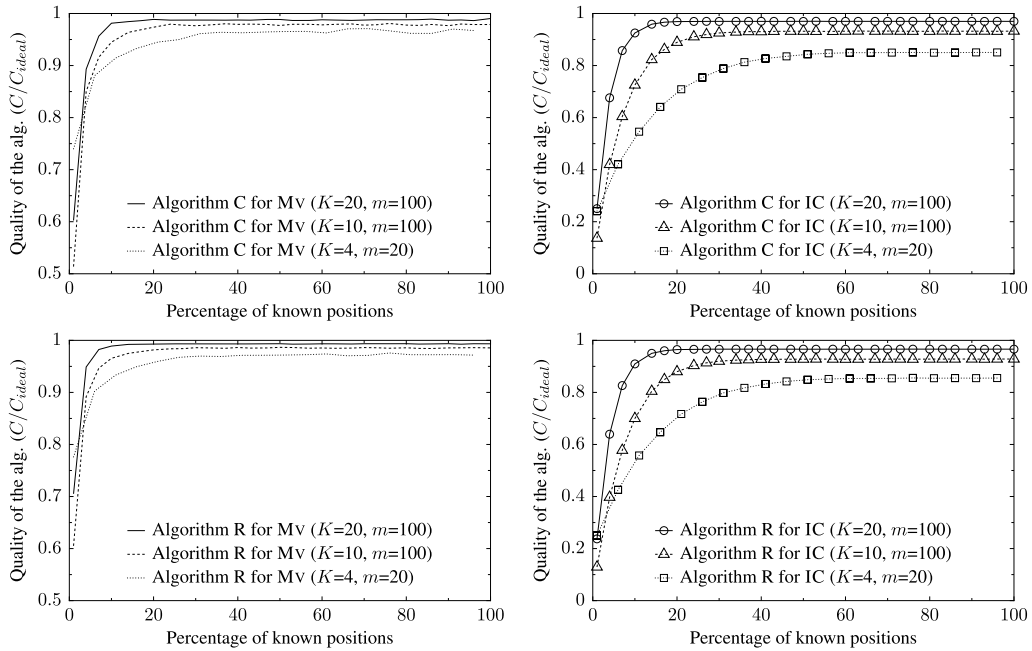 Quality of the alg. (C/C_ideal)
1
0.9
0.8
0.7
0.6
0.5
Algorithm C for MV (K=20, m=100)
Algorithm C for MV (K=10, m=100)
Algorithm C for MV (K=4, m=20)
0 20 40 60 80 100
Percentage of known positions
Quality of the alg. (C/C_ideal)
1
0.8
0.6
0.4
0.2
0
Algorithm C for IC (K=20, m=100)
Algorithm C for IC (K=10, m=100)
Algorithm C for IC (K=4, m=20)
0 20 40 60 80 100
Percentage of known positions
Quality of the alg. (C/C_ideal)
1
0.9
0.8
0.7
0.6
0.5
Algorithm R for MV (K=20, m=100)
Algorithm R for MV (K=10, m=100)
Algorithm R for MV (K=4, m=20)
0 20 40 60 80 100
Percentage of known positions
Quality of the alg. (C/C_ideal)
1
0.8
0.6
0.4
0.2
0
Algorithm R for IC (K=20, m=100)
Algorithm R for IC (K=10, m=100)
Algorithm R for IC (K=4, m=20)
0 20 40 60 80 100
Percentage of known positions